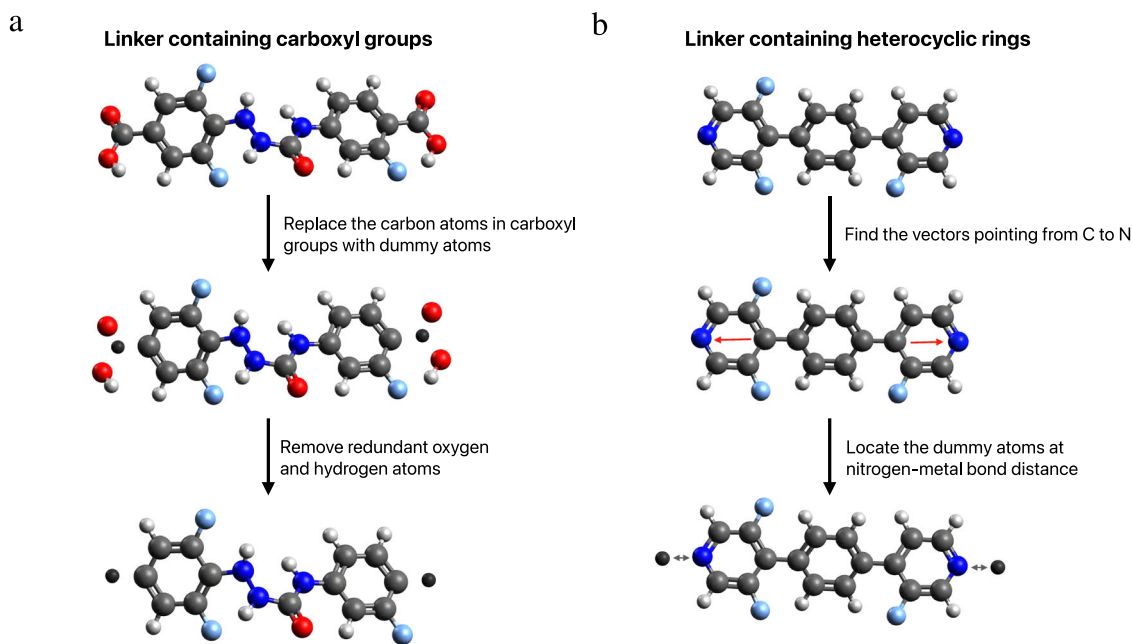 a
Linker containing carboxyl groups
Replace the carbon atoms in carboxyl
groups with dummy atoms
Remove redundant oxygen
and hydrogen atoms
b
Linker containing heterocyclic rings
Find the vectors pointing from C to N
Locate the dummy atoms at
nitrogen-metal bond distance